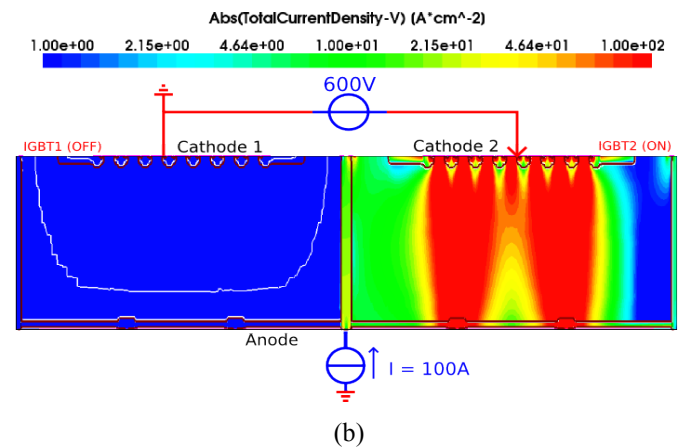 Abs(TotalCurrentDensity-V) [A*cm^-2]
1.00e+00 2.15e+00 4.64e+00 1.00e+01 2.15e+01 4.64e+01 1.00e+02
600V
IGBT1 (OFF) Cathode 1 Cathode 2 IGBT2 (ON)
Anode
I = 100A
(b)